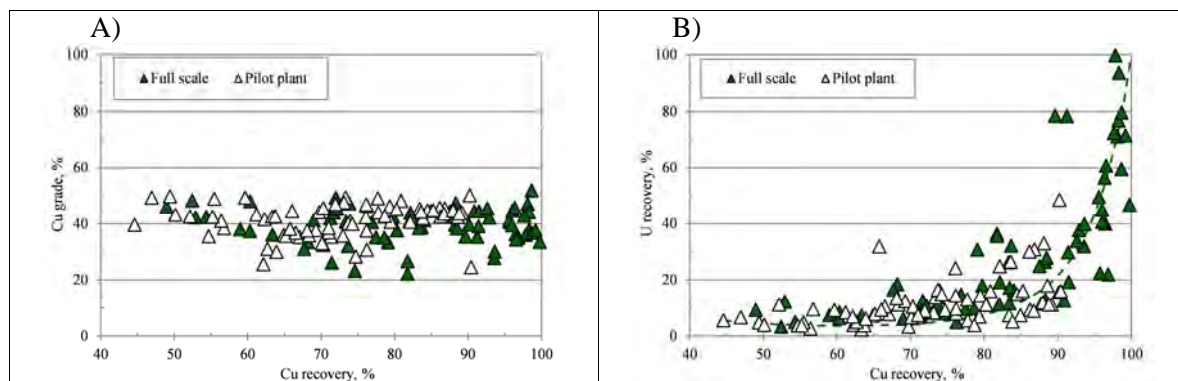 A)
100
80
60
40
20
0
Cu grade, %
Full scale
Pilot plant
40 50 60 70 80 90 100
Cu recovery, %
B)
100
80
60
40
20
0
U recovery, %
Full scale
Pilot plant
40 50 60 70 80 90 100
Cu recovery, %